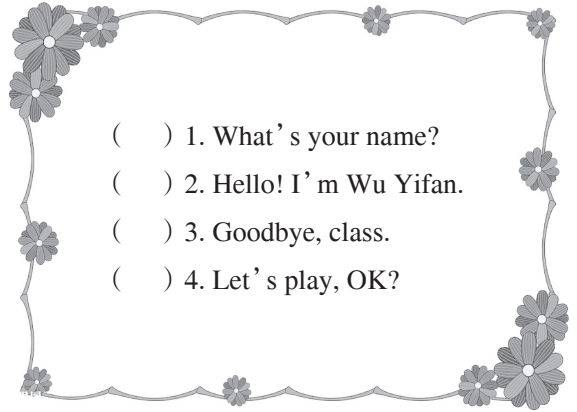 (    ) 1. What's your name?
(    ) 2. Hello! I'm Wu Yifan.
(    ) 3. Goodbye, class.
(    ) 4. Let's play, OK?